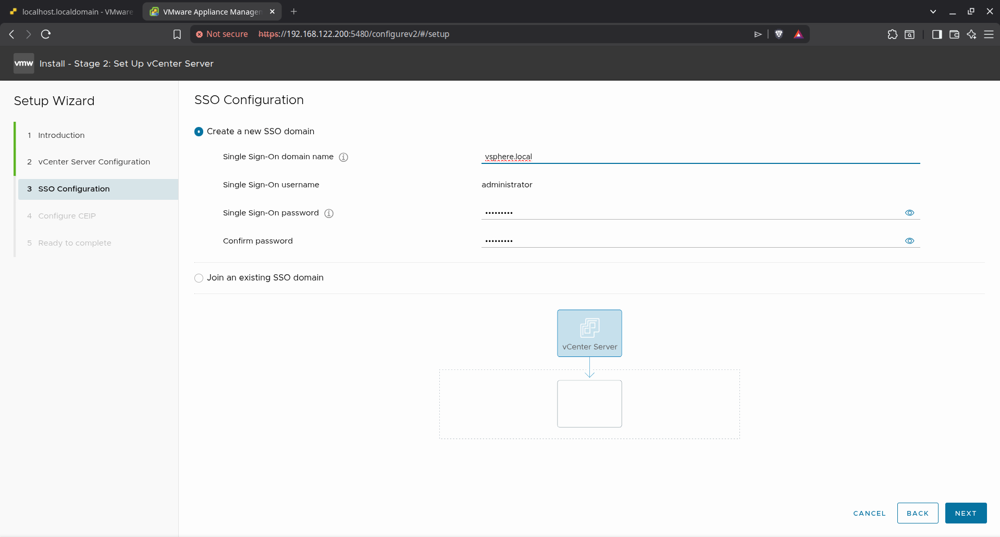 localhost.localdomain - VMware
VMware Appliance Manager
Not secure https://192.168.122.200:5480/configurev2/#/setup
vmw Install - Stage 2: Set Up vCenter Server
Setup Wizard
1 Introduction
2 vCenter Server Configuration
3 SSO Configuration
4 Configure CEIP
5 Ready to complete
SSO Configuration
Create a new SSO domain
Single Sign-On domain name vsphere.local
Single Sign-On username administrator
Single Sign-On password •••••••••
Confirm password •••••••••
Join an existing SSO domain
vCenter Server
CANCEL BACK NEXT